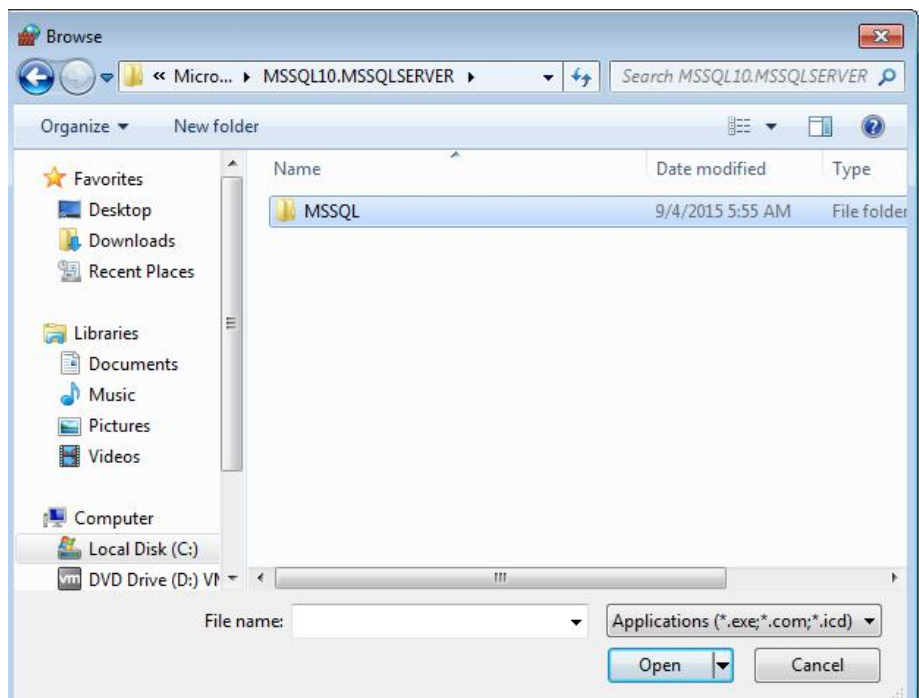 Browse
« Micro... MSSQL10.MSSQLSERVER Search MSSQL10.MSSQLSERVER
Organize New folder
Name Date modified Type
Favorites
Desktop
Downloads
Recent Places
Libraries
Documents
Music
Pictures
Videos
Computer
Local Disk (C:)
DVD Drive (D:)
MSSQL 9/4/2015 5:55 AM File folder
File name: Applications (*.exe;*.com;*.icd)
Open Cancel